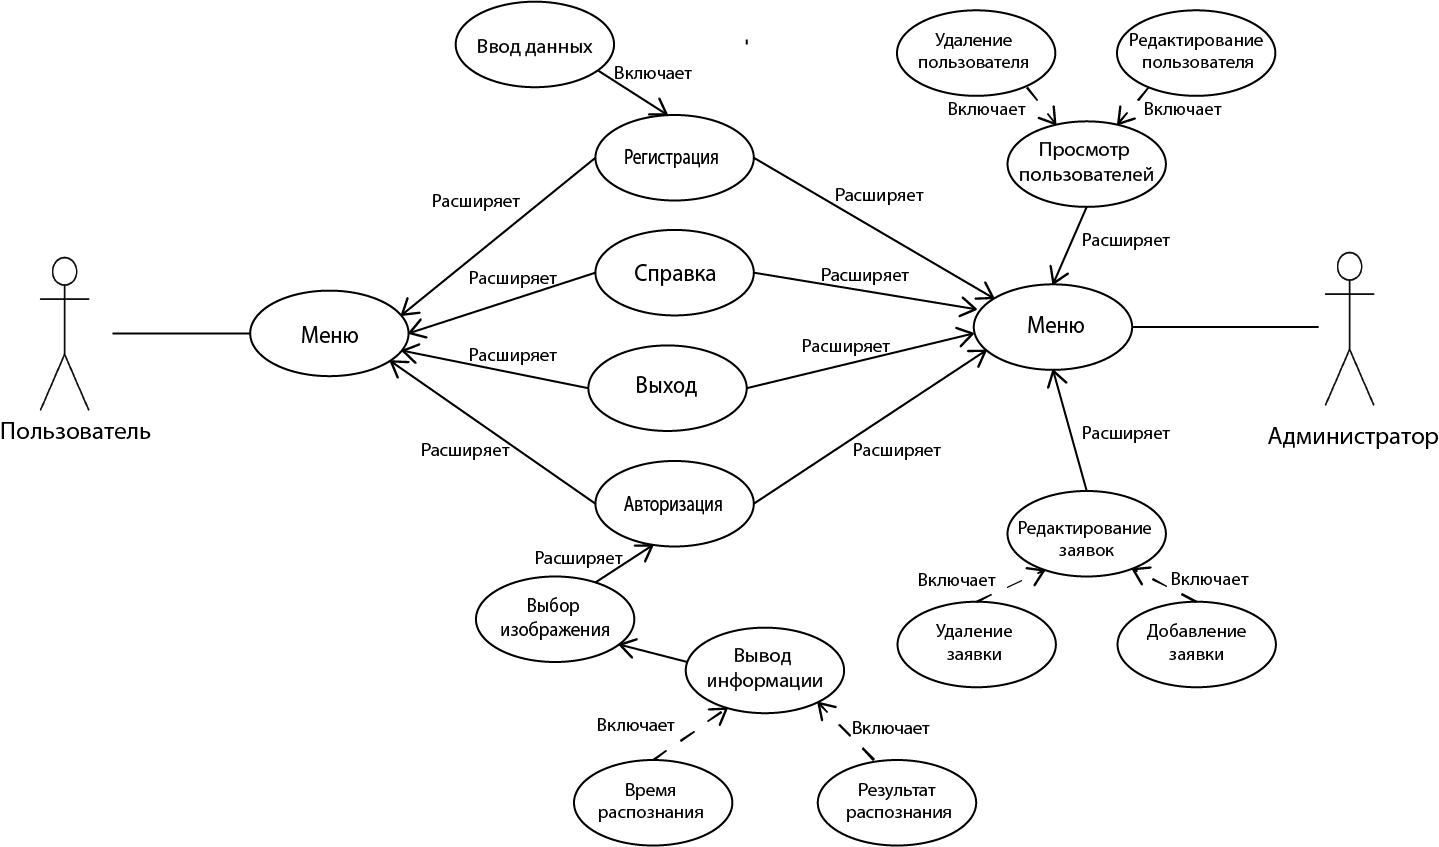 Ввод данных
Удаление
пользователя
Редактирование
пользователя
Включает
Включает
Включает
Регистрация
Просмотр
пользователей
Расширяет
Расширяет
Расширяет
Справка
Расширяет
Расширяет
Меню
Меню
Выход
Расширяет
Расширяет
Пользователь
Администратор
Расширяет
Расширяет
Расширяет
Авторизация
Редактирование
заявок
Расширяет
Включает
Включает
Выбор
изображения
Удаление
заявки
Добавление
заявки
Вывод
информации
Включает
Включает
Время
распознания
Результат
распознания